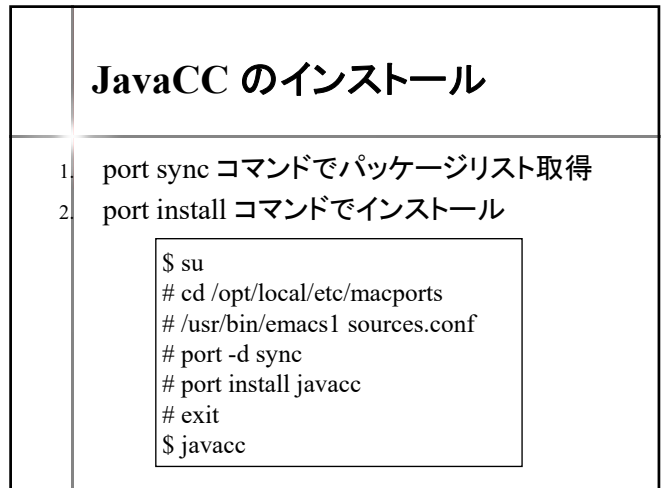 JavaCC のインストール
1. port sync コマンドでパッケージリスト取得
2. port install コマンドでインストール
$ su
# cd /opt/local/etc/macports
# /usr/bin/emacs1 sources.conf
# port -d sync
# port install javacc
# exit
$ javacc